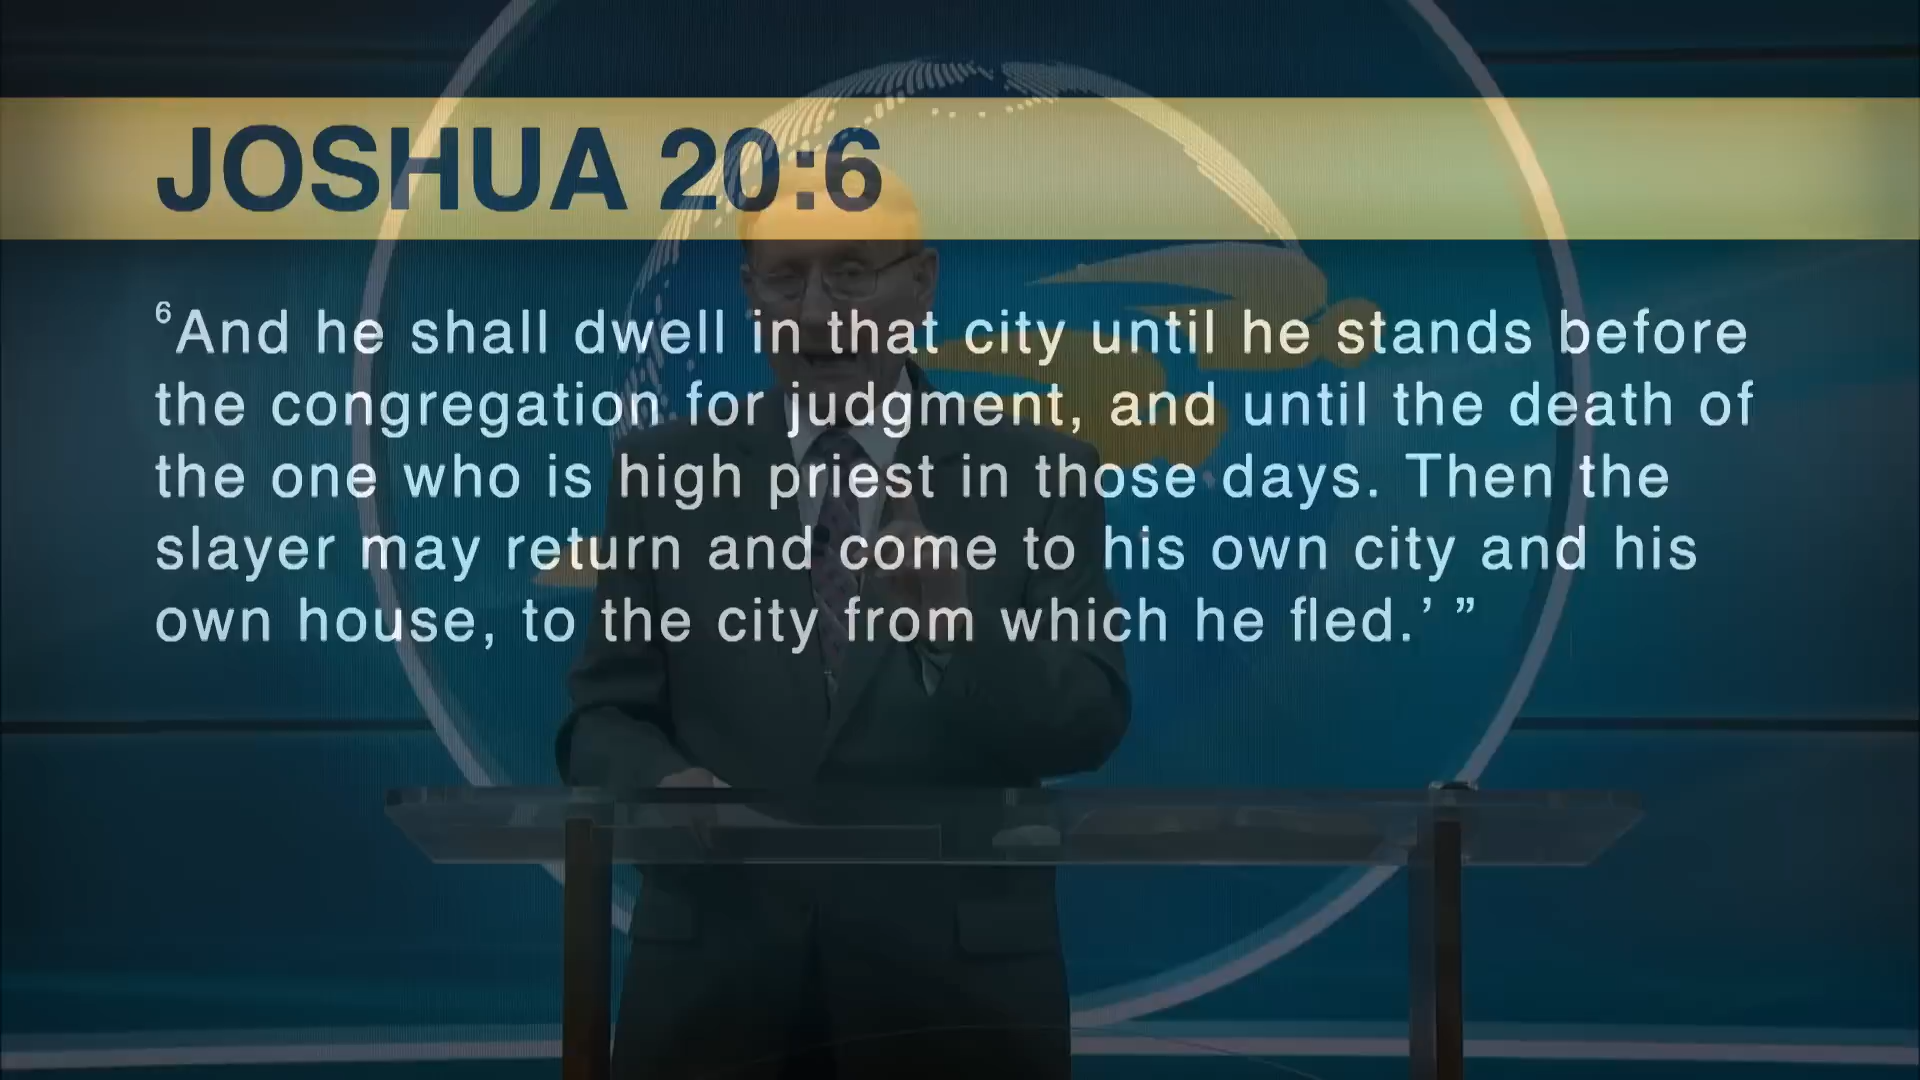 JOSHUA 20:6
⁶And he shall dwell in that city until he stands before
the congregation for judgment, and until the death of
the one who is high priest in those days. Then the
slayer may return and come to his own city and his
own house, to the city from which he fled.’ ”